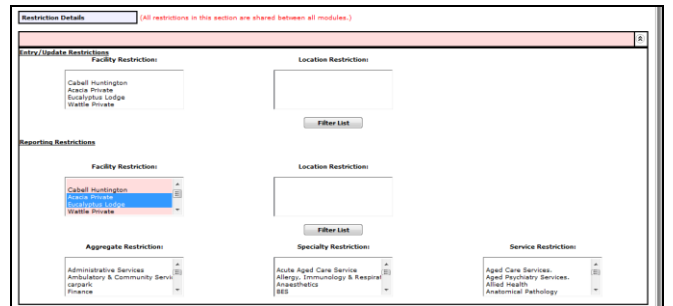 Restriction Details (All restrictions in this section are shared between all modules.)
Entry/Update Restrictions
Facility Restriction: Location Restriction:
Cabell Huntington
Acacia Private
Eucalyptus Lodge
Wattle Private
Filter List
Reporting Restrictions
Facility Restriction: Location Restriction:
Cabell Huntington
Acacia Private
Eucalyptus Lodge
Wattle Private
Filter List
Aggregate Restriction: Specialty Restriction: Service Restriction:
Administrative Services Acute Aged Care Service Aged Care Services.
Ambulatory & Community Servic Allergy, Immunology & Respirat Aged Psychiatry Services.
carpark Anaesthetics Allied Health
Finance BES Anatomical Pathology